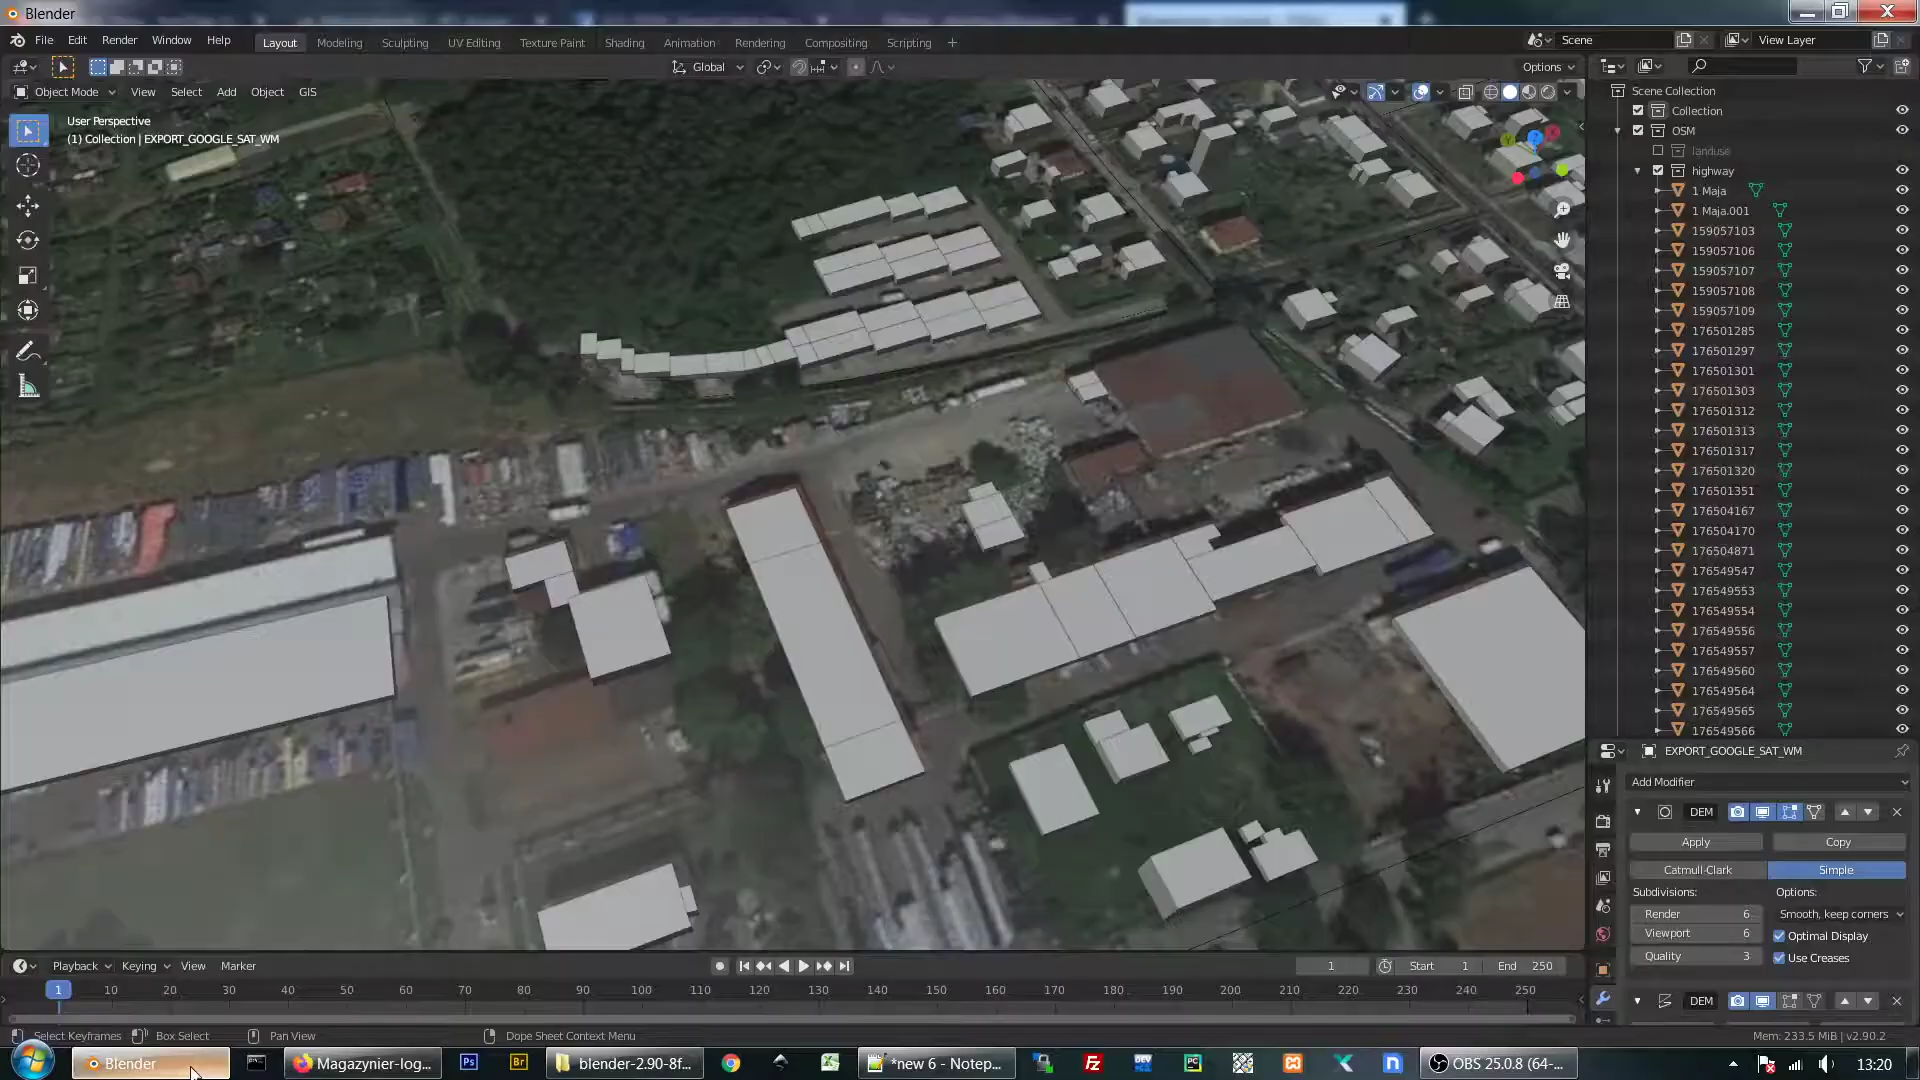 Blender
File Edit Render Window Help Layout Modeling Sculpting UV Editing Texture Paint Shading Animation Rendering Compositing Scripting Scene View Layer
Global Options
Object Mode View Select Add Object GIS
User Perspective
(1) Collection | EXPORT_GOOGLE_SAT_WM
Scene Collection
Collection
OSM
landuse
highway
1 Maja
1 Maja.001
159057103
159057106
159057107
159057108
159057109
176501285
176501297
176501301
176501303
176501312
176501313
176501317
176501320
176501351
176504167
176504170
176504871
176549547
176549553
176549554
176549556
176549557
176549560
176549564
176549565
176549566
EXPORT_GOOGLE_SAT_WM
Add Modifier
DEM
Apply Copy
Catmull-Clark Simple
Subdivisions: Options:
Render 6 Smooth, keep corners
Viewport 6 Optimal Display
Quality 3 Use Creases
DEM
Playback Keying View Marker 1 Start 1 End 250
1 10 20 30 40 50 60 70 80 90 100 110 120 130 140 150 160 170 180 190 200 210 220 230 240 250
Select Keyframes Box Select Pan View Dope Sheet Context Menu Mem: 233.5 MiB | v2.90.2
Blender Magazynier-log... Ps Br blender-2.90-8f... *new 6 - Notep... OBS 25.0.8 (64-... 13:20